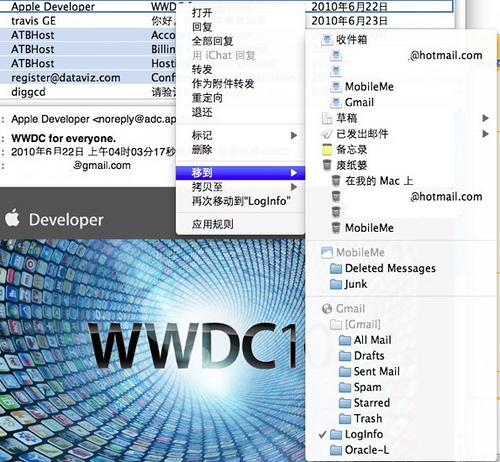 Apple Developer WWD 2010年6月22日
travis GE 你好, 2010年6月23日
ATBHost Acco
ATBHost Billin
ATBHost Hosti
register@dataviz.com Conf
diggcd 请验
: Apple Developer <noreply@adc.ap
: WWDC for everyone.
: 2010年6月22日 上午04时03分17秒
: @gmail.com
Developer
WWDC10
打开
回复
全部回复
用 iChat 回复
转发
作为附件转发
重定向
退还
标记
删除
移到
拷贝至
再次移动到"LogInfo"
应用规则
收件箱
@hotmail.com
MobileMe
Gmail
草稿
已发出邮件
备忘录
废纸篓
在我的 Mac 上
@hotmail.com
MobileMe
MobileMe
Deleted Messages
Junk
Gmail
[Gmail]
All Mail
Drafts
Sent Mail
Spam
Starred
Trash
LogInfo
Oracle-L